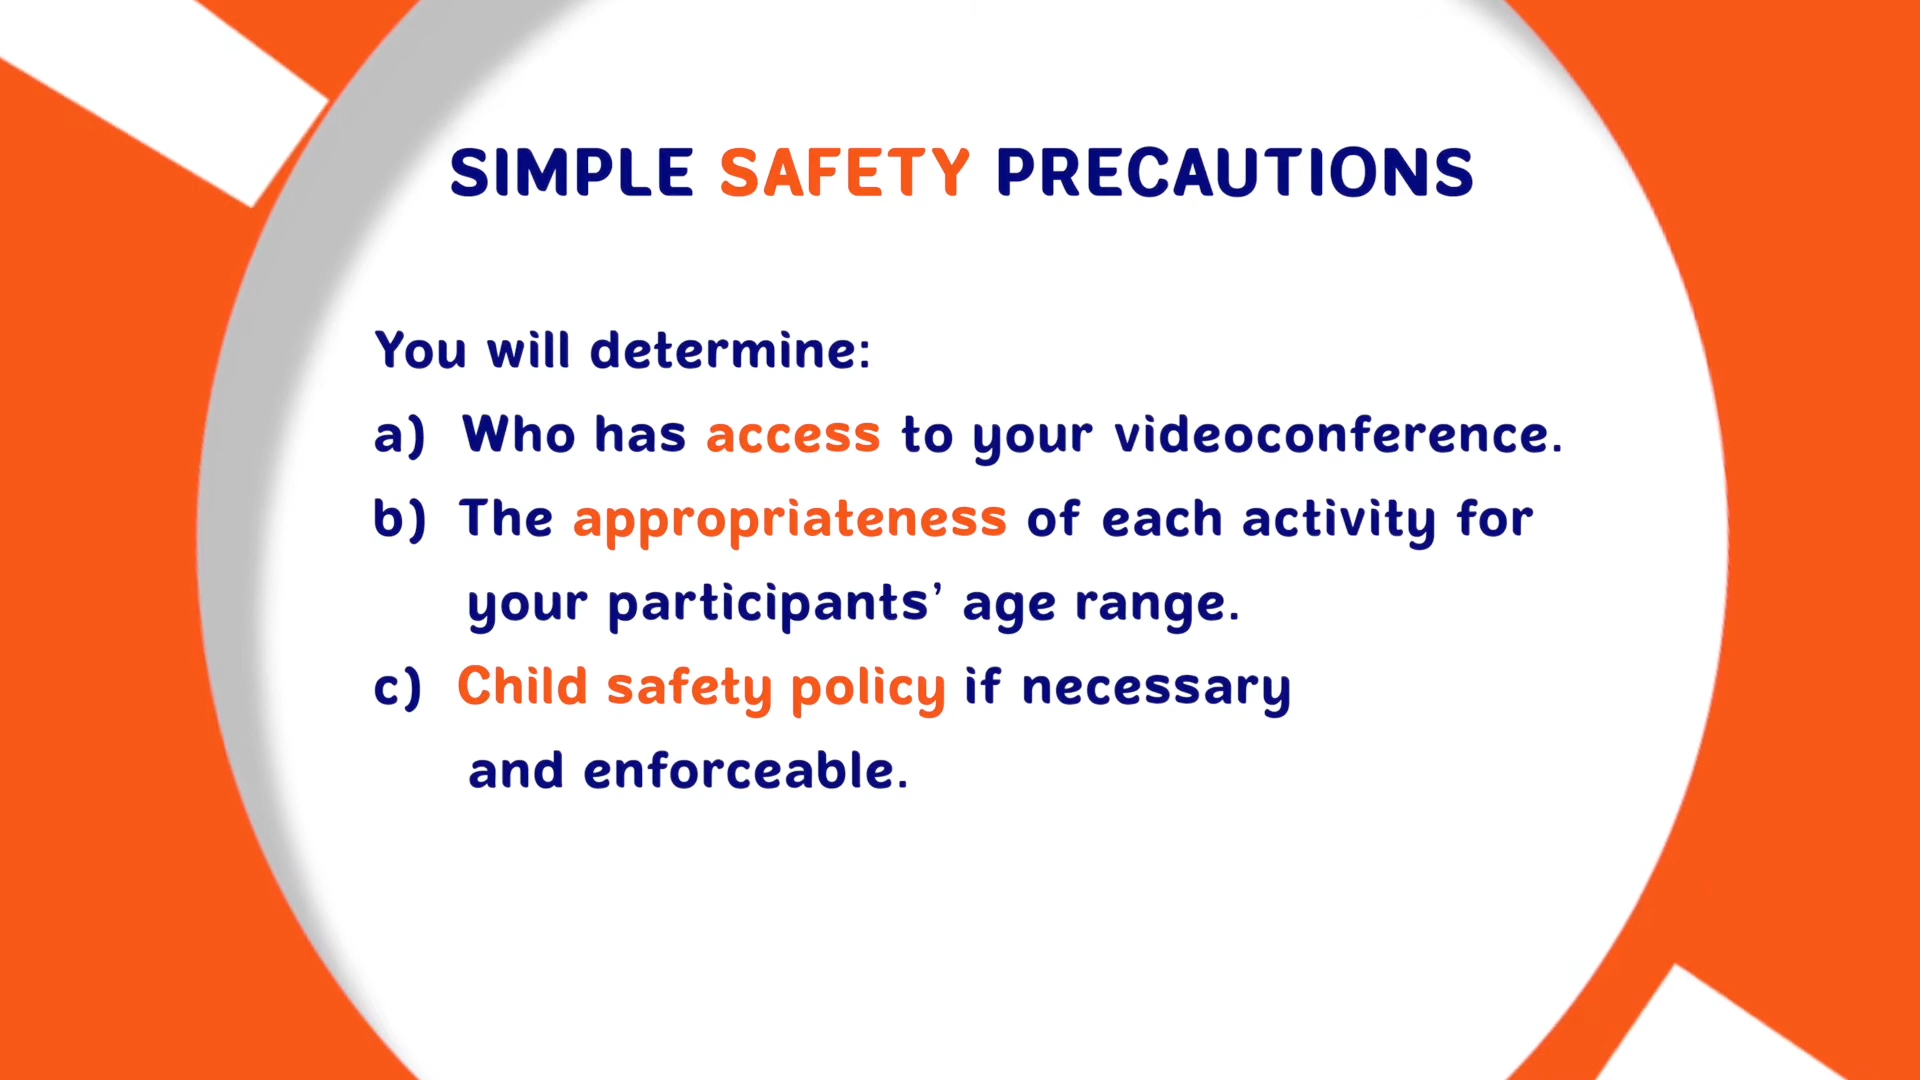 SIMPLE SAFETY PRECAUTIONS
You will determine:
a) Who has access to your videoconference.
b) The appropriateness of each activity for
your participants’ age range.
c) Child safety policy if necessary
and enforceable.